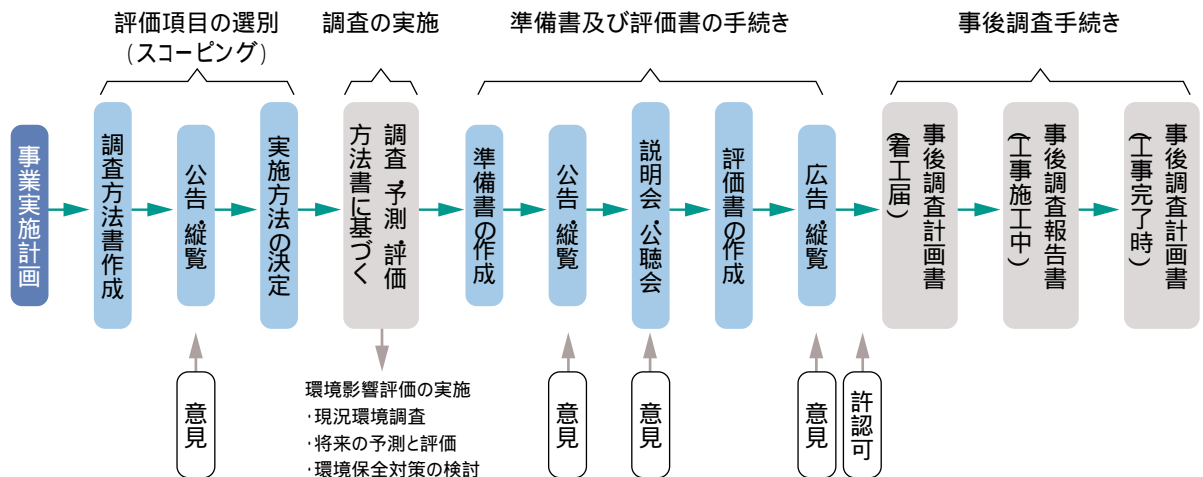 評価項目の選別
(スコーピング)
調査の実施
準備書及び評価書の手続き
事後調査手続き
事業実施計画
調査方法書作成
公告・縦覧
実施方法の決定
方法書に基づく
調査・予測・評価
準備書の作成
公告・縦覧
説明会・公聴会
評価書の作成
広告・縦覧
事後調査計画書
(着工届)
事後調査報告書
(工事施工中)
事後調査計画書
(工事完了時)
意見
環境影響評価の実施
・現況環境調査
・将来の予測と評価
・環境保全対策の検討
意見
意見
意見
許認可